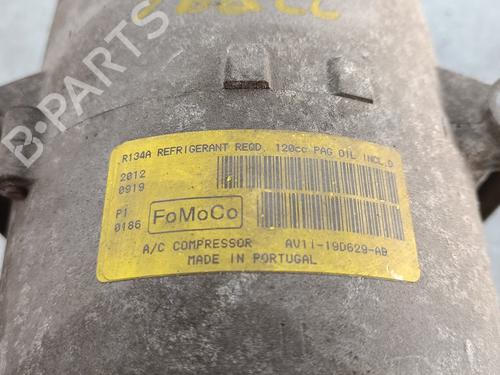 B-PARTS
R134A REFRIGERANT REQD. 120cc PAG OIL INCL.D
2012
0919
P1
0186
FoMoCo
A/C COMPRESSOR AV11-19D629-AB
MADE IN PORTUGAL